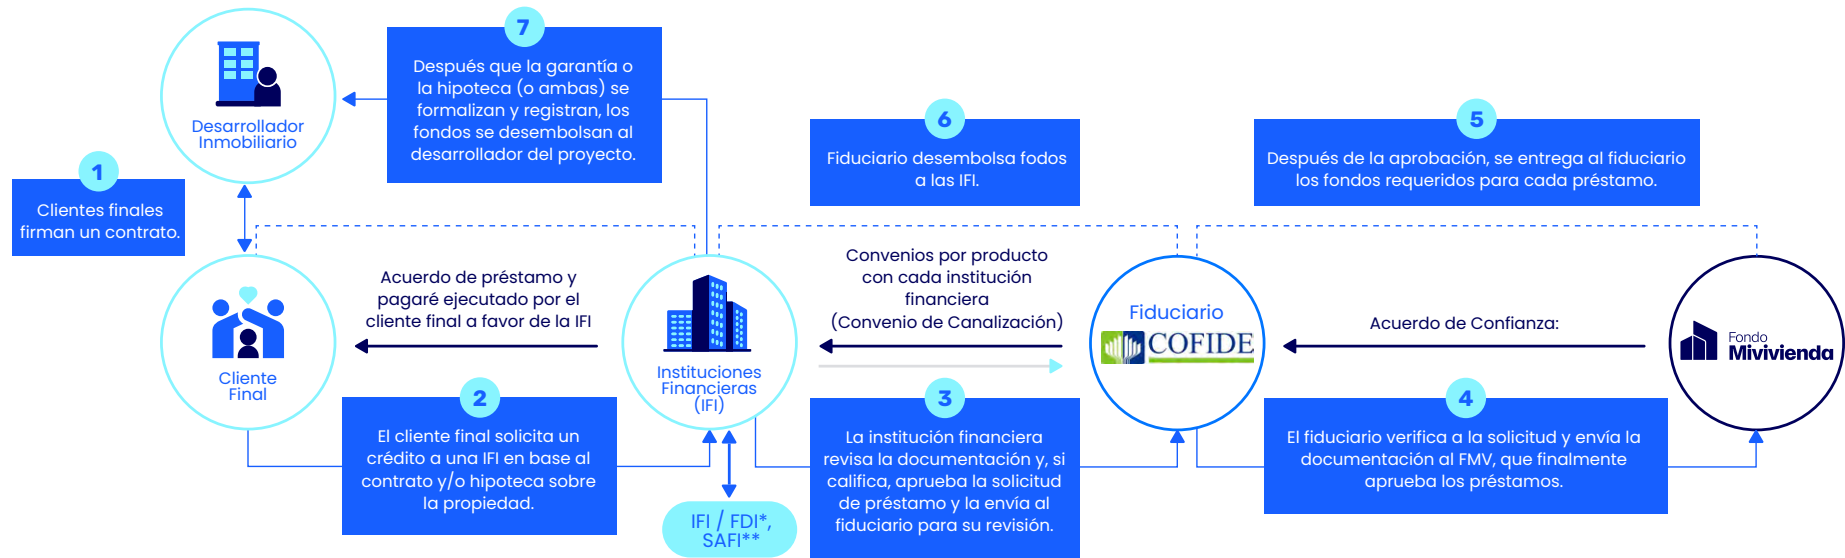 7
Después que la garantía o
la hipoteca (o ambas) se
formalizan y registran, los
fondos se desembolsan al
desarrollador del proyecto.
Desarrollador
Inmobiliario
1
Clientes finales
firman un contrato.
6
Fiduciario desembolsa fodos
a las IFI.
5
Después de la aprobación, se entrega al fiduciario
los fondos requeridos para cada préstamo.
Cliente
Final
Acuerdo de préstamo y
pagaré ejecutado por el
cliente final a favor de la IFI
Instituciones
Financieras
(IFI)
Convenios por producto
con cada institución
financiera
(Convenio de Canalización)
Fiduciario
COFIDE
Acuerdo de Confianza:
Fondo
Mivivienda
2
El cliente final solicita un
crédito a una IFI en base al
contrato y/o hipoteca sobre
la propiedad.
IFI / FDI*,
SAFI**
3
La institución financiera
revisa la documentación y, si
califica, aprueba la solicitud
de préstamo y la envía al
fiduciario para su revisión.
4
El fiduciario verifica a la solicitud y envía la
documentación al FMV, que finalmente
aprueba los préstamos.